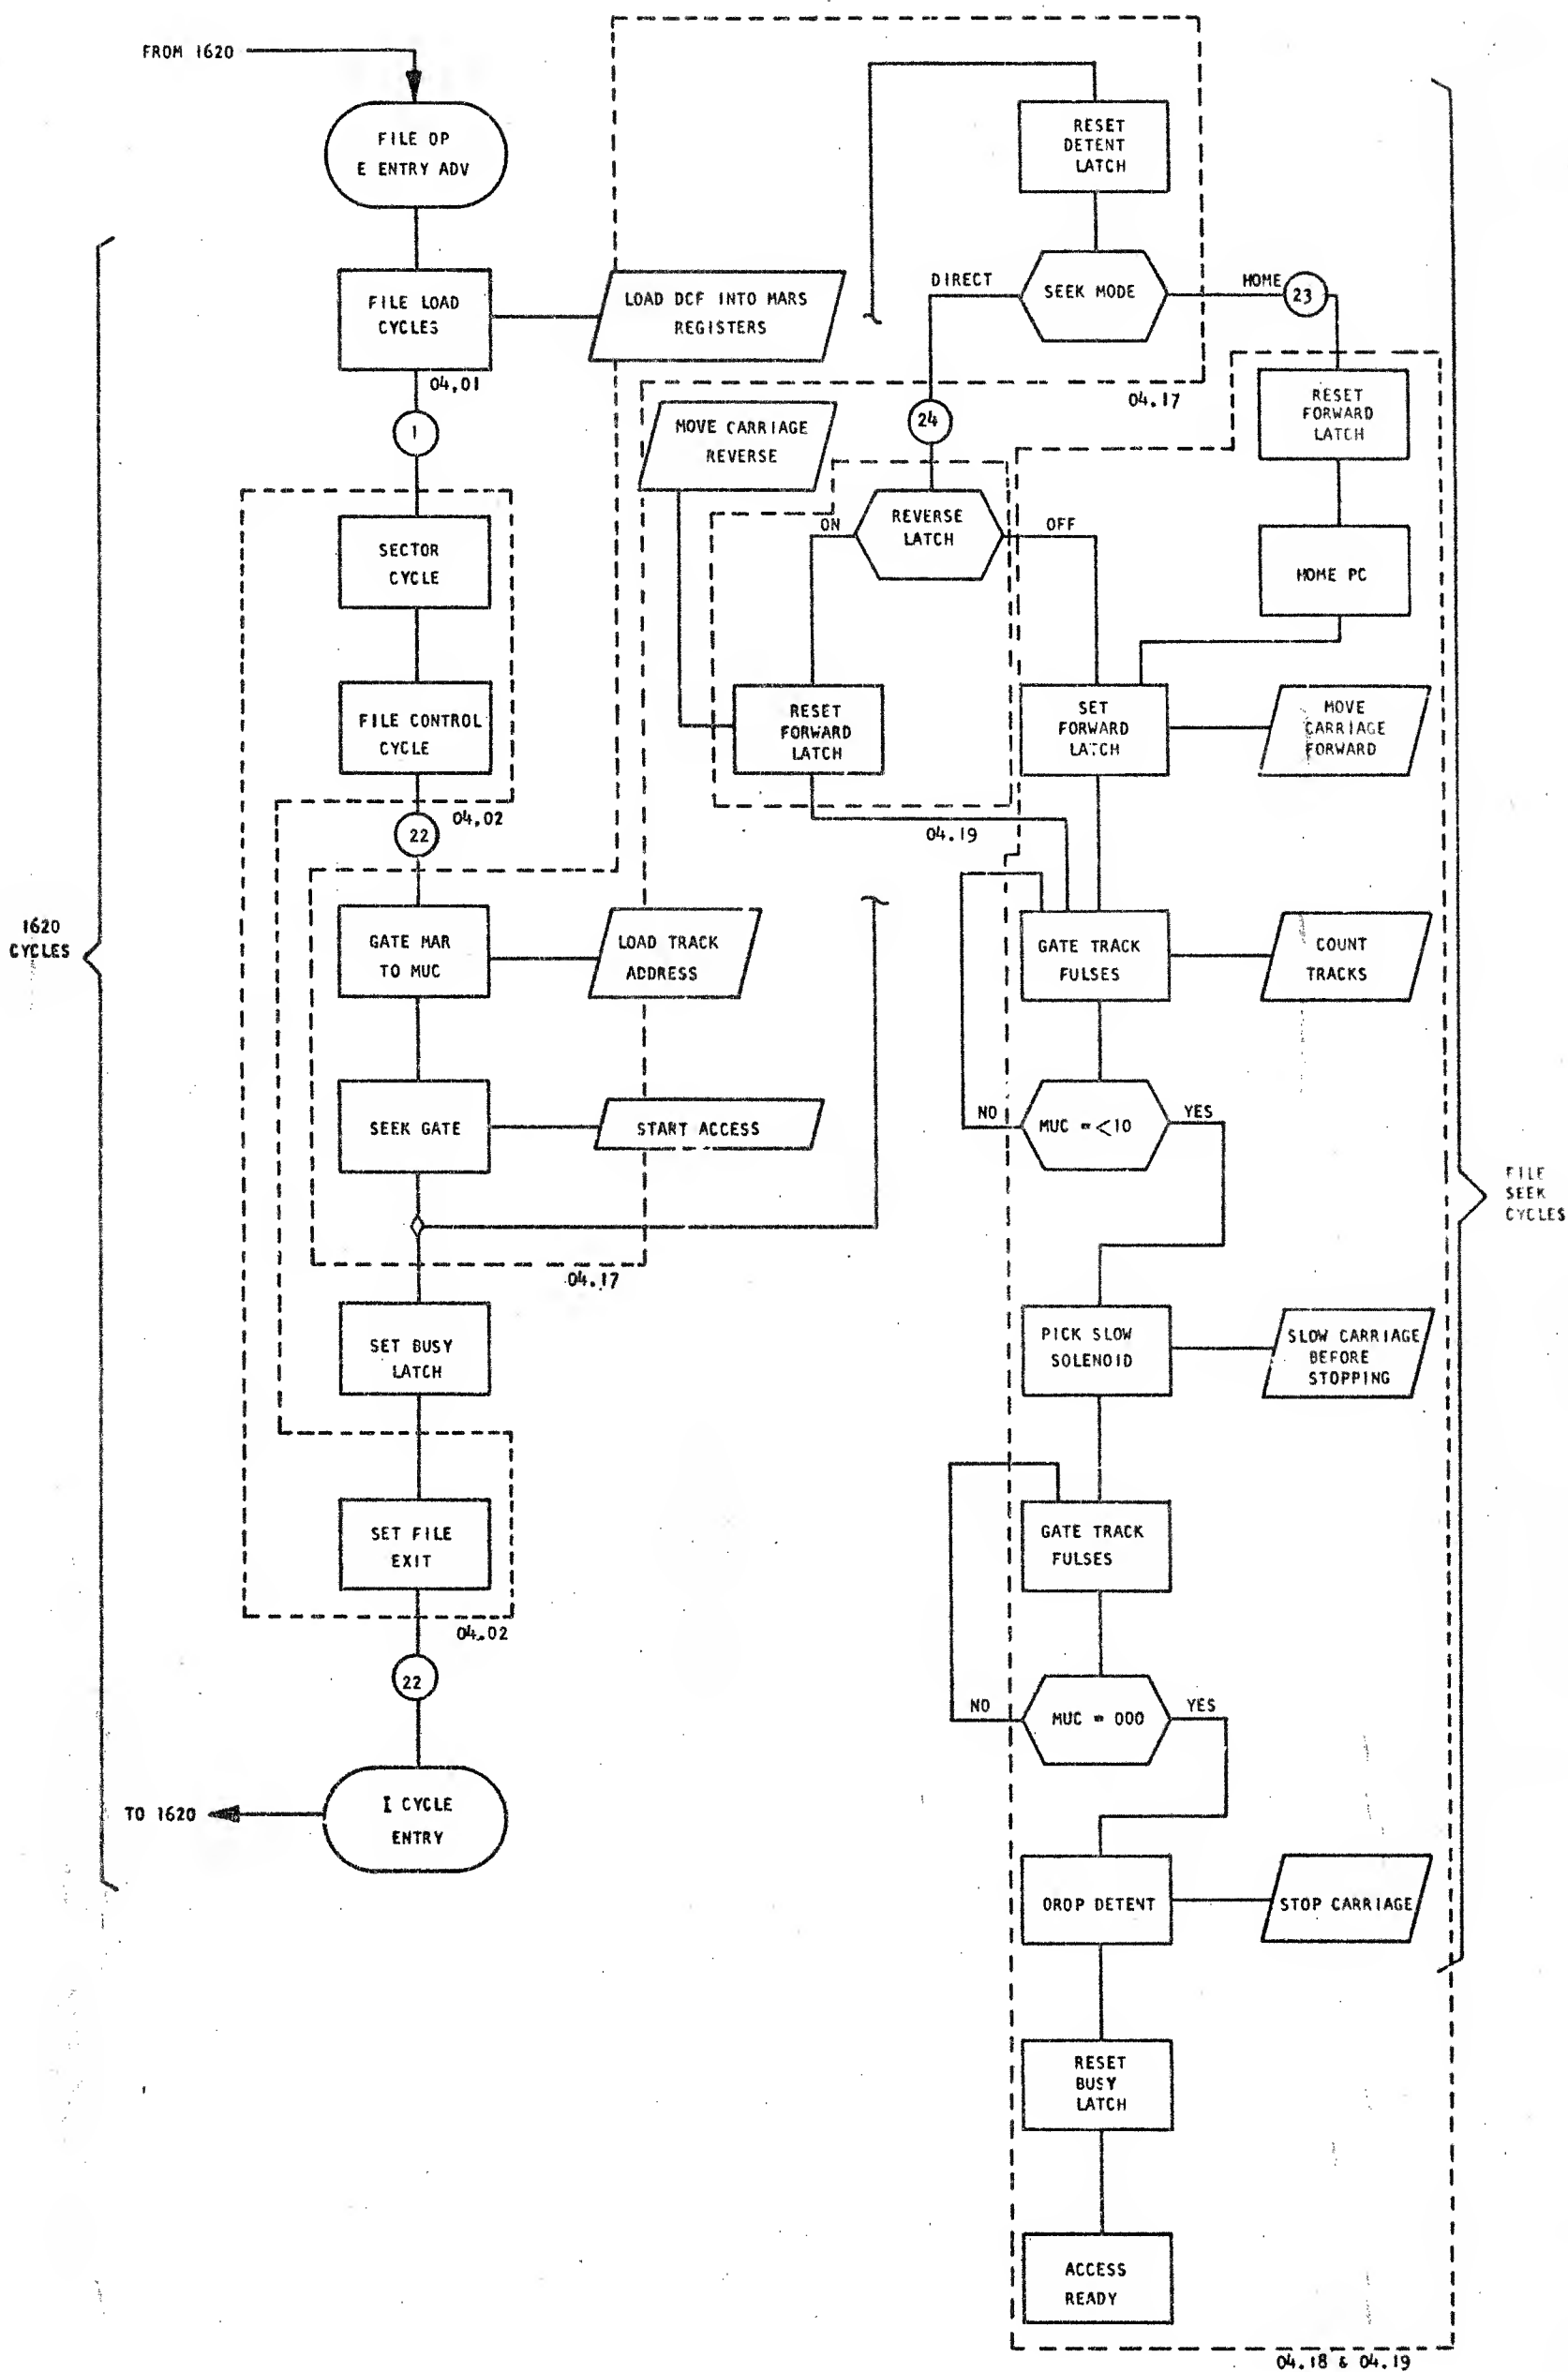 FROM 1620
FILE OP
E ENTRY ADV
FILE LOAD
CYCLES
04.01
LOAD DCF INTO MARS
REGISTERS
1
SECTOR
CYCLE
FILE CONTROL
CYCLE
04.02
22
1620
CYCLES
GATE MAR
TO MUC
LOAD TRACK
ADDRESS
SEEK GATE
START ACCESS
04.17
SET BUSY
LATCH
SET FILE
EXIT
04.02
22
I CYCLE
ENTRY
TO 1620
RESET
DETENT
LATCH
SEEK MODE
DIRECT
HOME
23
04.17
24
MOVE CARRIAGE
REVERSE
REVERSE
LATCH
ON
OFF
RESET
FORWARD
LATCH
04.19
RESET
FORWARD
LATCH
HOME PC
SET
FORWARD
LATCH
MOVE
CARRIAGE
FORWARD
GATE TRACK
FULSES
COUNT
TRACKS
NO
MUC = <10
YES
FILE
SEEK
CYCLES
PICK SLOW
SOLENOID
SLOW CARRIAGE
BEFORE
STOPPING
GATE TRACK
FULSES
NO
MUC = 000
YES
DROP DETENT
STOP CARRIAGE
RESET
BUSY
LATCH
ACCESS
READY
04.18 & 04.19